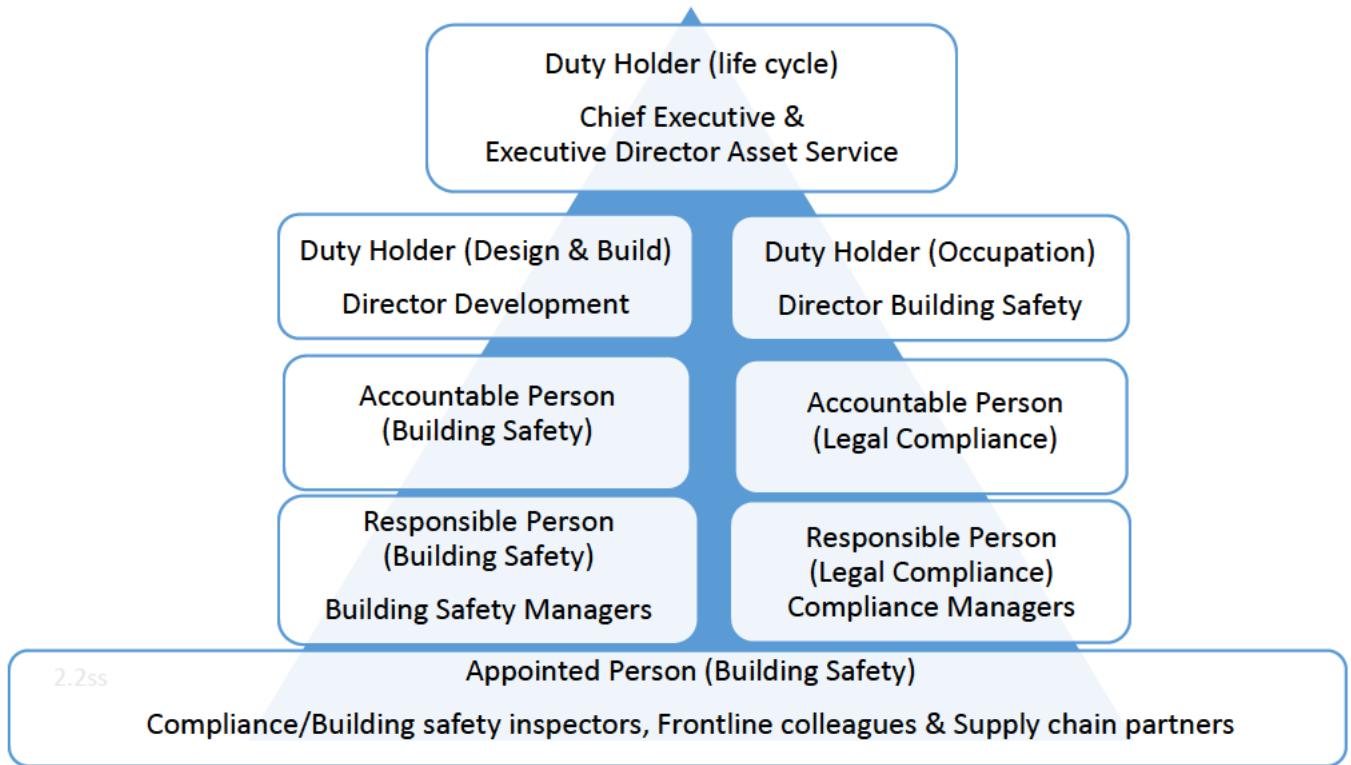 Duty Holder (life cycle)
Chief Executive &
Executive Director Asset Service
Duty Holder (Design & Build)
Director Development
Duty Holder (Occupation)
Director Building Safety
Accountable Person
(Building Safety)
Accountable Person
(Legal Compliance)
Responsible Person
(Building Safety)
Building Safety Managers
Responsible Person
(Legal Compliance)
Compliance Managers
2.2ss
Appointed Person (Building Safety)
Compliance/Building safety inspectors, Frontline colleagues & Supply chain partners